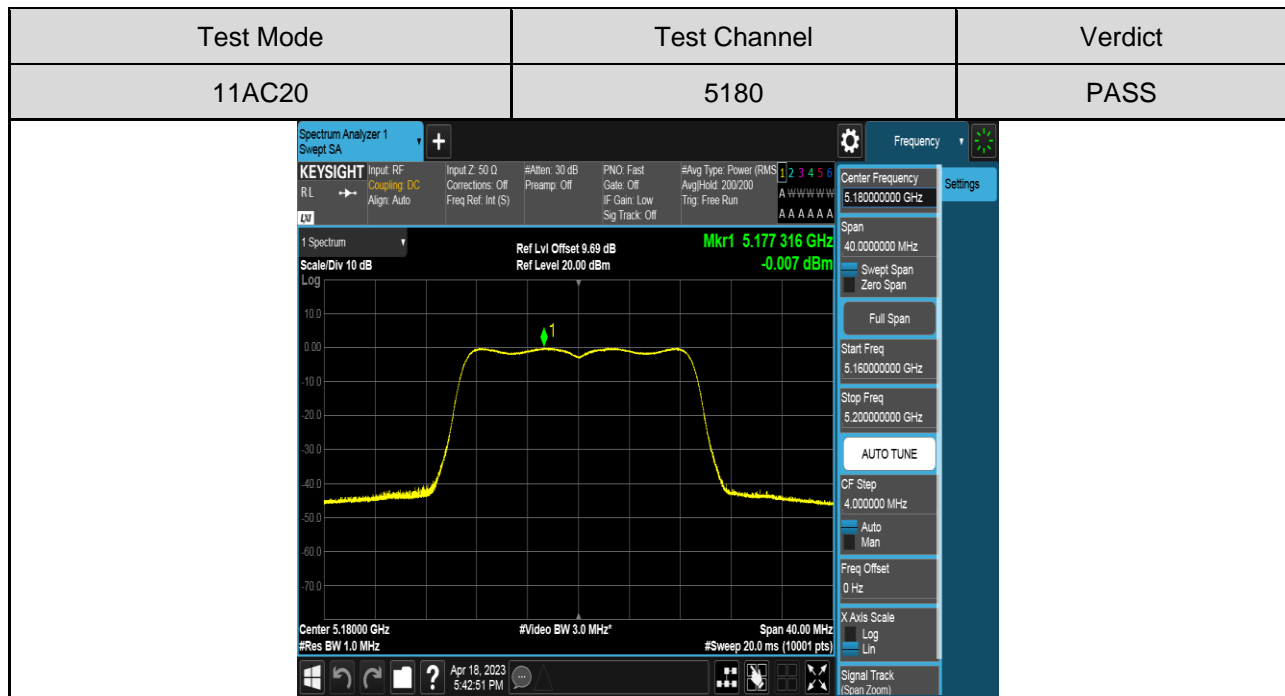 Test Mode Test Channel Verdict
11AC20 5180 PASS
Spectrum Analyzer 1
Swept SA
+
Frequency
KEYSIGHT
RL
LXI
Input: RF
Coupling: DC
Align: Auto
Input Z: 50 Ω
Corrections: Off
Freq Ref: Int (S)
#Atten: 30 dB
Preamp: Off
PNO: Fast
Gate: Off
IF Gain: Low
Sig Track: Off
#Avg Type: Power (RMS
Avg|Hold: 200/200
Trig: Free Run
1 2 3 4 5 6
A W W W W W
A A A A A A
1 Spectrum
Scale/Div 10 dB
Log
Ref Lvl Offset 9.69 dB
Ref Level 20.00 dBm
Mkr1 5.177 316 GHz
-0.007 dBm
1
10.0
0.00
-10.0
-20.0
-30.0
-40.0
-50.0
-60.0
-70.0
Center 5.18000 GHz
#Res BW 1.0 MHz
#Video BW 3.0 MHz*
Span 40.00 MHz
#Sweep 20.0 ms (10001 pts)
?
Apr 18, 2023
5:42:51 PM
Center Frequency
5.180000000 GHz
Settings
Span
40.0000000 MHz
Swept Span
Zero Span
Full Span
Start Freq
5.160000000 GHz
Stop Freq
5.200000000 GHz
AUTO TUNE
CF Step
4.000000 MHz
Auto
Man
Freq Offset
0 Hz
X Axis Scale
Log
Lin
Signal Track
(Span Zoom)